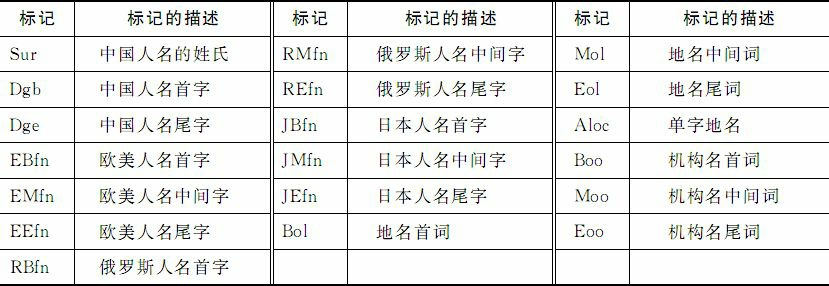 标记 标记的描述 标记 标记的描述 标记 标记的描述
Sur 中国人名的姓氏 RMfn 俄罗斯人名中间字 Mol 地名中间词
Dgb 中国人名首字 REfn 俄罗斯人名尾字 Eol 地名尾词
Dge 中国人名尾字 JBfn 日本人名首字 Aloc 单字地名
EBfn 欧美人名首字 JMfn 日本人名中间字 Boo 机构名首词
EMfn 欧美人名中间字 JEfn 日本人名尾字 Moo 机构名中间词
EEfn 欧美人名尾字 Bol 地名首词 Eoo 机构名尾词
RBfn 俄罗斯人名首字